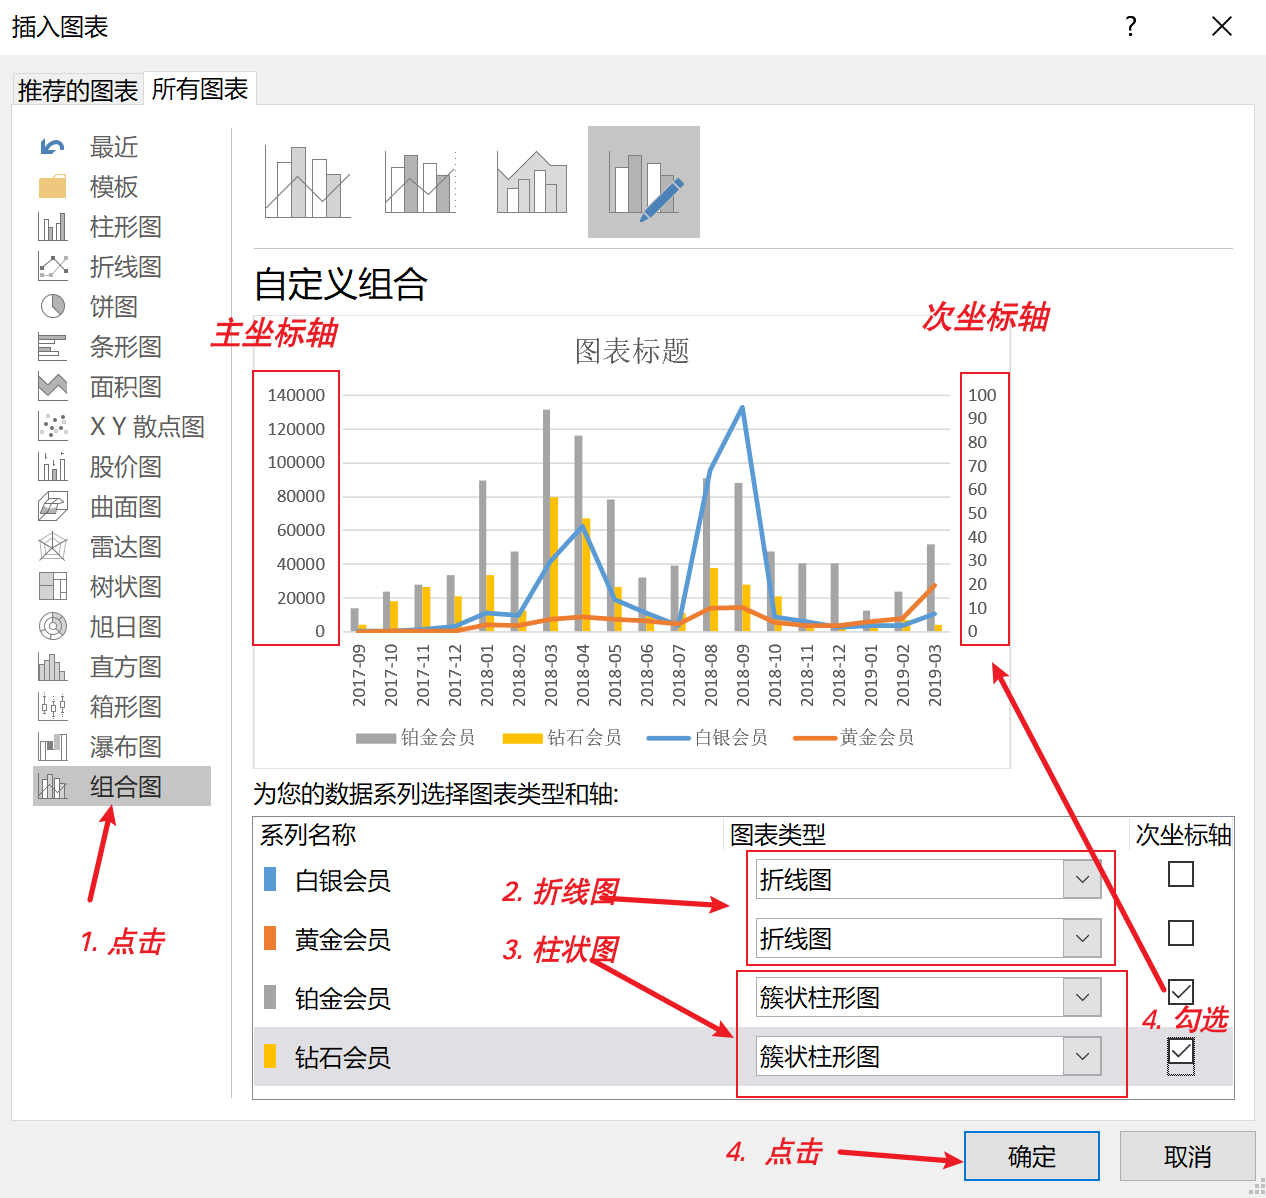 插入图表
?
推荐的图表
所有图表
最近
模板
柱形图
折线图
饼图
条形图
面积图
X Y 散点图
股价图
曲面图
雷达图
树状图
旭日图
直方图
箱形图
瀑布图
组合图
1. 点击
自定义组合
主坐标轴
次坐标轴
图表标题
140000
120000
100000
80000
60000
40000
20000
0
100
90
80
70
60
50
40
30
20
10
0
2017-09
2017-10
2017-11
2017-12
2018-01
2018-02
2018-03
2018-04
2018-05
2018-06
2018-07
2018-08
2018-09
2018-10
2018-11
2018-12
2019-01
2019-02
2019-03
铂金会员 钻石会员 白银会员 黄金会员
为您的数据系列选择图表类型和轴:
系列名称 图表类型 次坐标轴
白银会员 折线图
2. 折线图
黄金会员 折线图
3. 柱状图
铂金会员 簇状柱形图
4. 勾选
钻石会员 簇状柱形图
4. 点击
确定 取消